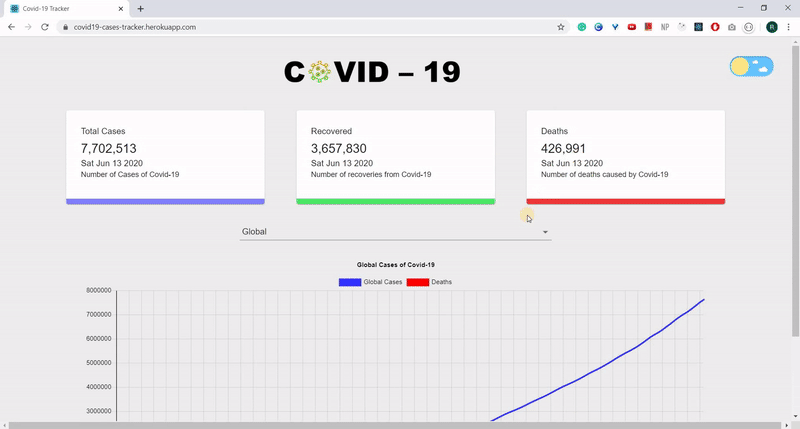 Covid-19 Tracker
covid19-cases-tracker.herokuapp.com
NP
R
COVID – 19
Total Cases
7,702,513
Sat Jun 13 2020
Number of Cases of Covid-19
Recovered
3,657,830
Sat Jun 13 2020
Number of recoveries from Covid-19
Deaths
426,991
Sat Jun 13 2020
Number of deaths caused by Covid-19
Global
Global Cases of Covid-19
Global Cases
Deaths
8000000
7000000
6000000
5000000
4000000
3000000